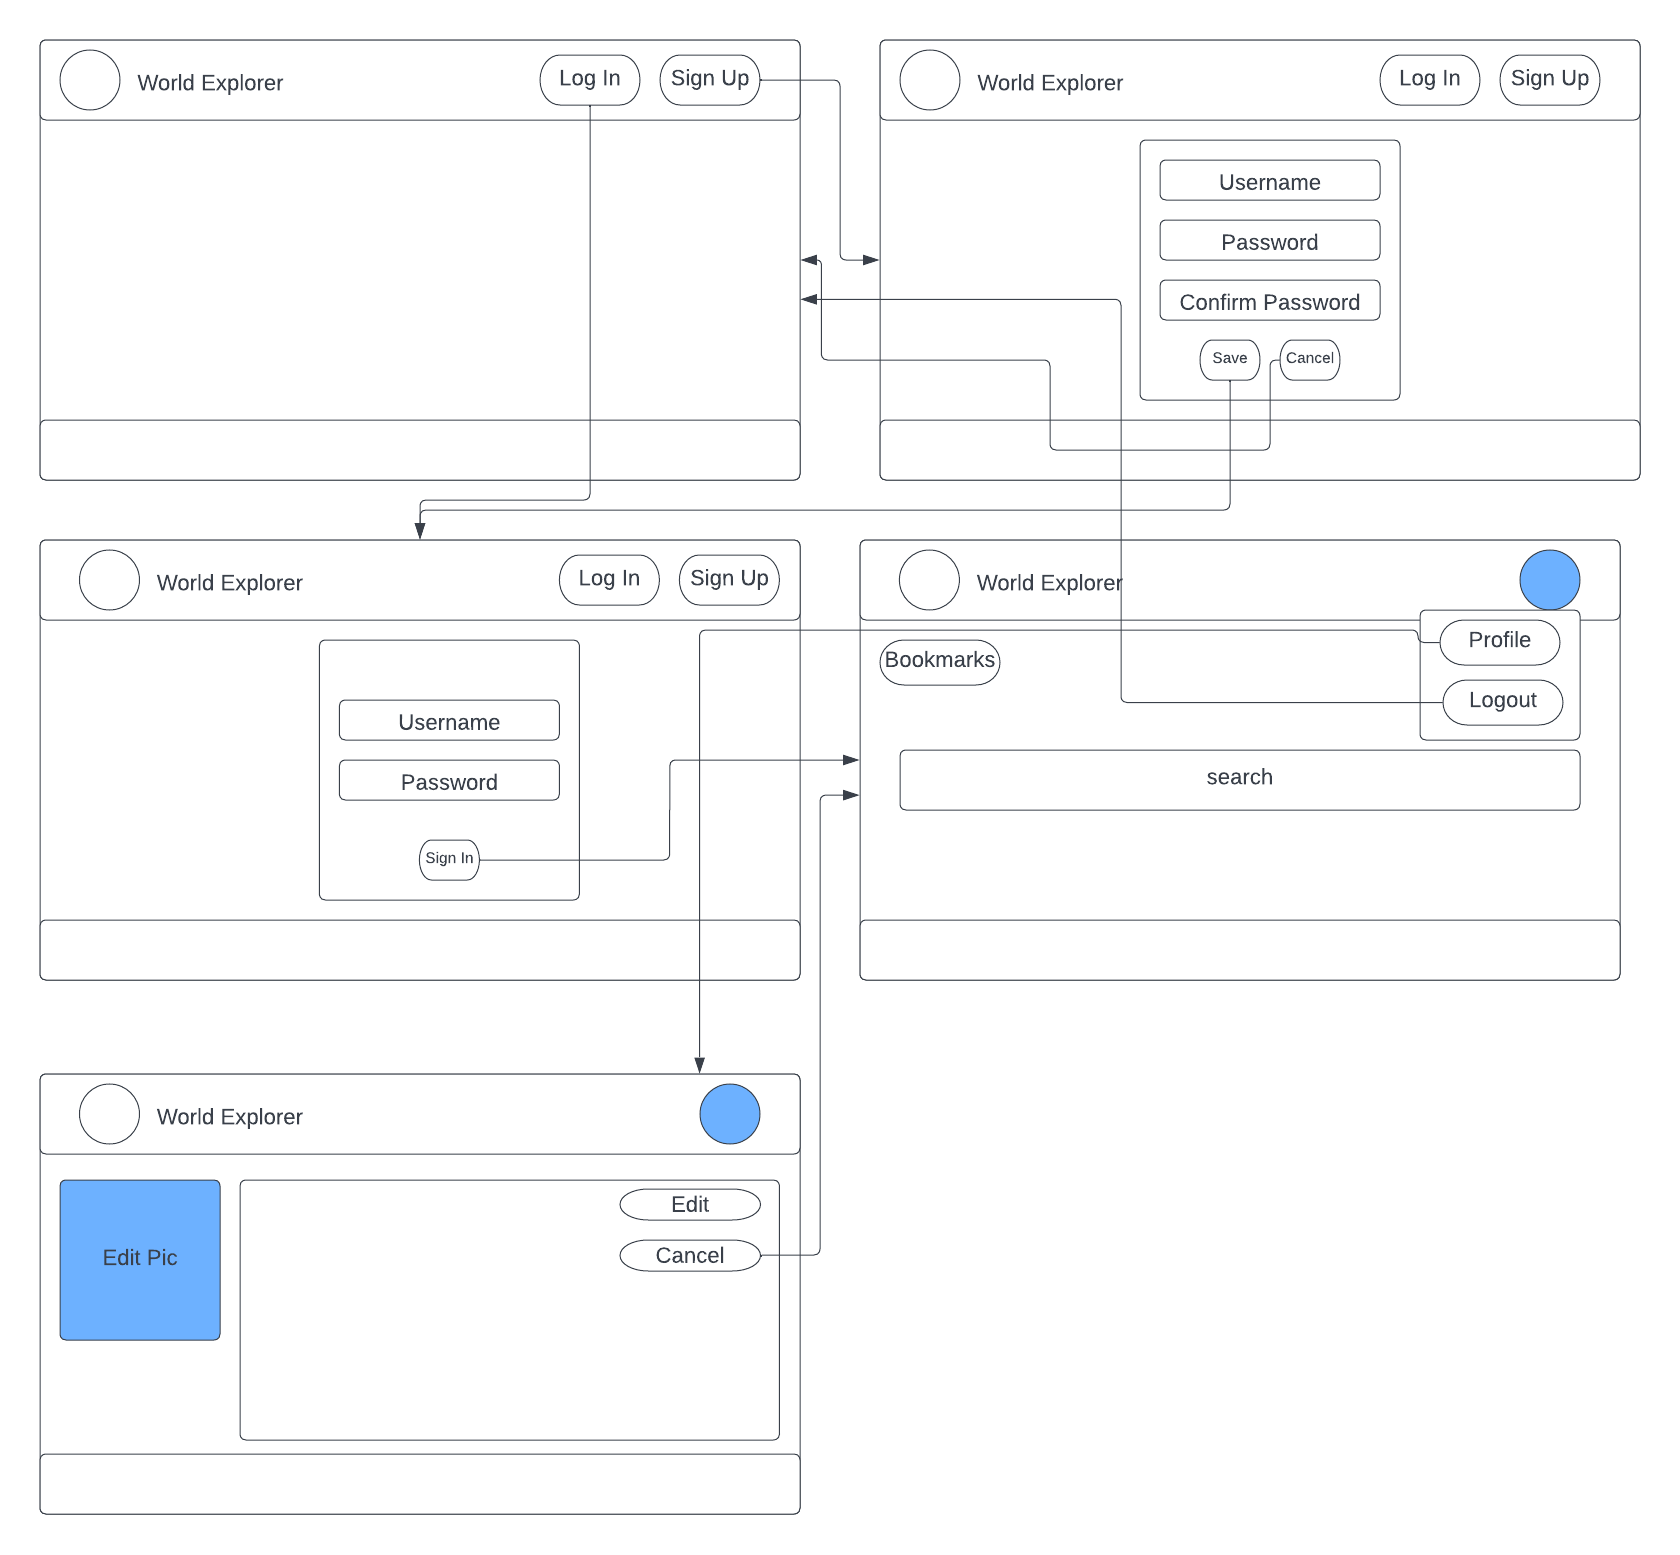 World Explorer
Log In
Sign Up
World Explorer
Log In
Sign Up
Username
Password
Confirm Password
Save
Cancel
World Explorer
Log In
Sign Up
Username
Password
Sign In
World Explorer
Profile
Bookmarks
Logout
search
World Explorer
Edit Pic
Edit
Cancel